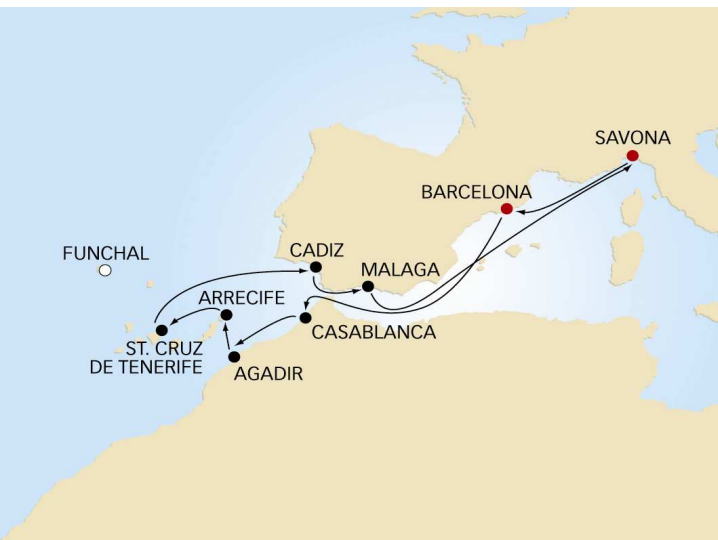 SAVONA
BARCELONA
FUNCHAL
CADIZ
MALAGA
ARRECIFE
CASABLANCA
ST. CRUZ
DE TENERIFE
AGADIR